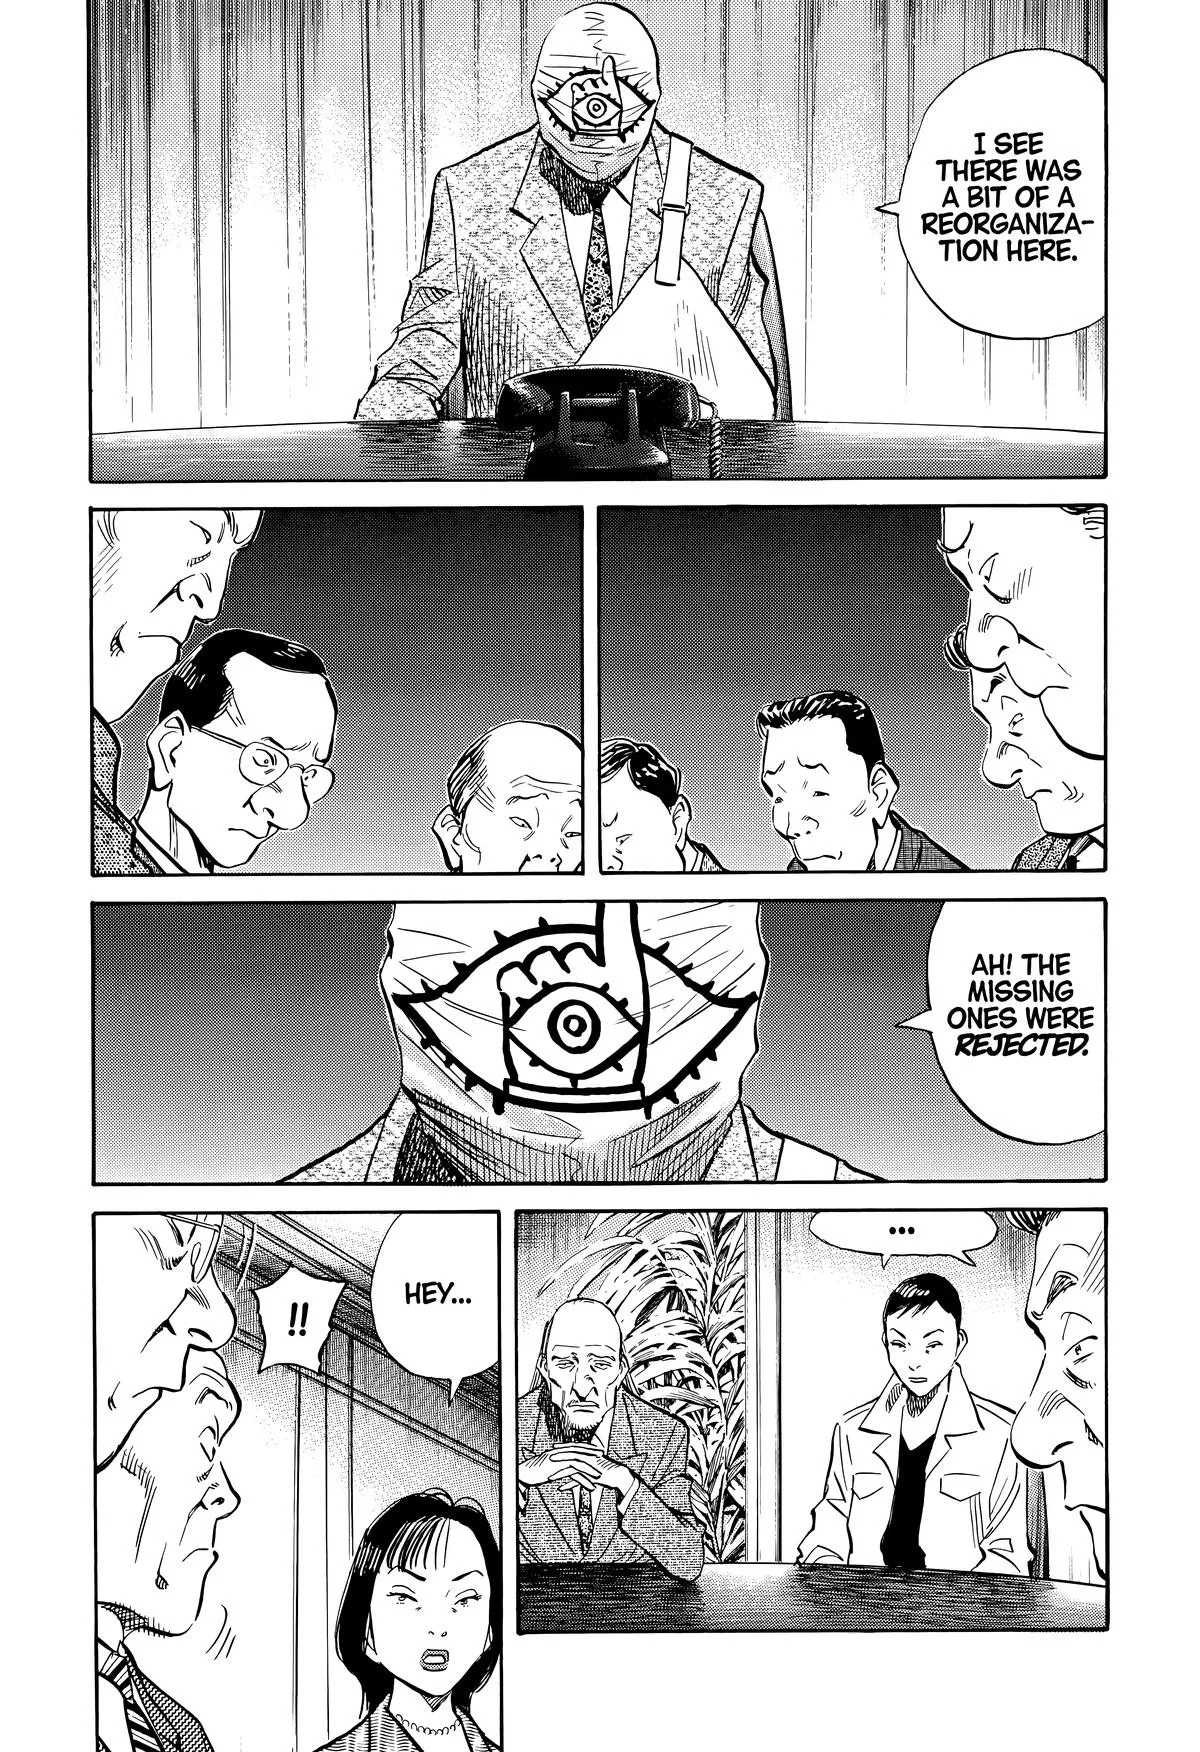 I SEE
THERE WAS
A BIT OF A
REORGANIZA-
TION HERE.
AH! THE
MISSING
ONES WERE
REJECTED.
...
HEY...
!!